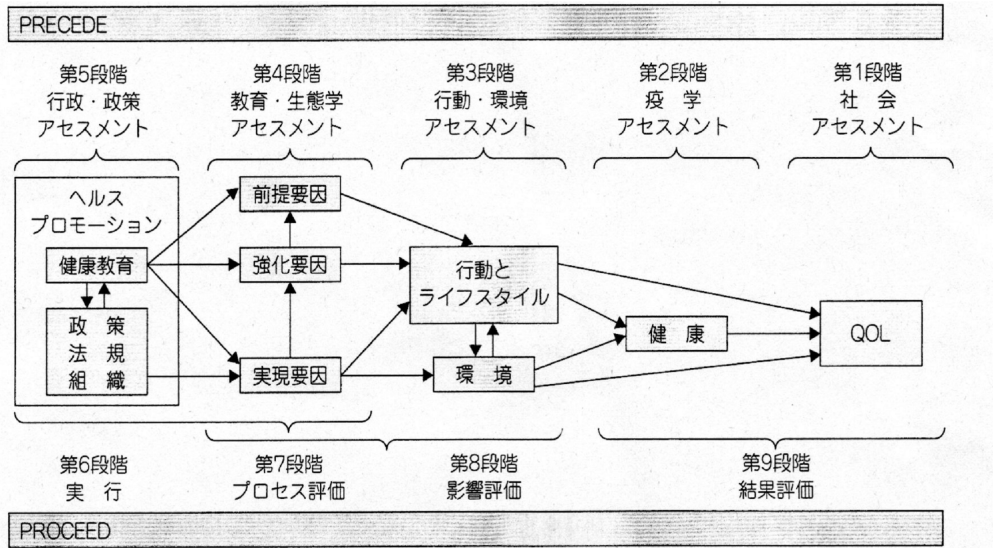 PRECEDE
第5段階
行政・政策
アセスメント
第4段階
教育・生態学
アセスメント
第3段階
行動・環境
アセスメント
第2段階
疫 学
アセスメント
第1段階
社 会
アセスメント
ヘルス
プロモーション
健康教育
政 策
法 規
組 織
前提要因
強化要因
実現要因
行動と
ライフスタイル
環 境
健 康
QOL
第6段階
実 行
第7段階
プロセス評価
第8段階
影響評価
第9段階
結果評価
PROCEED